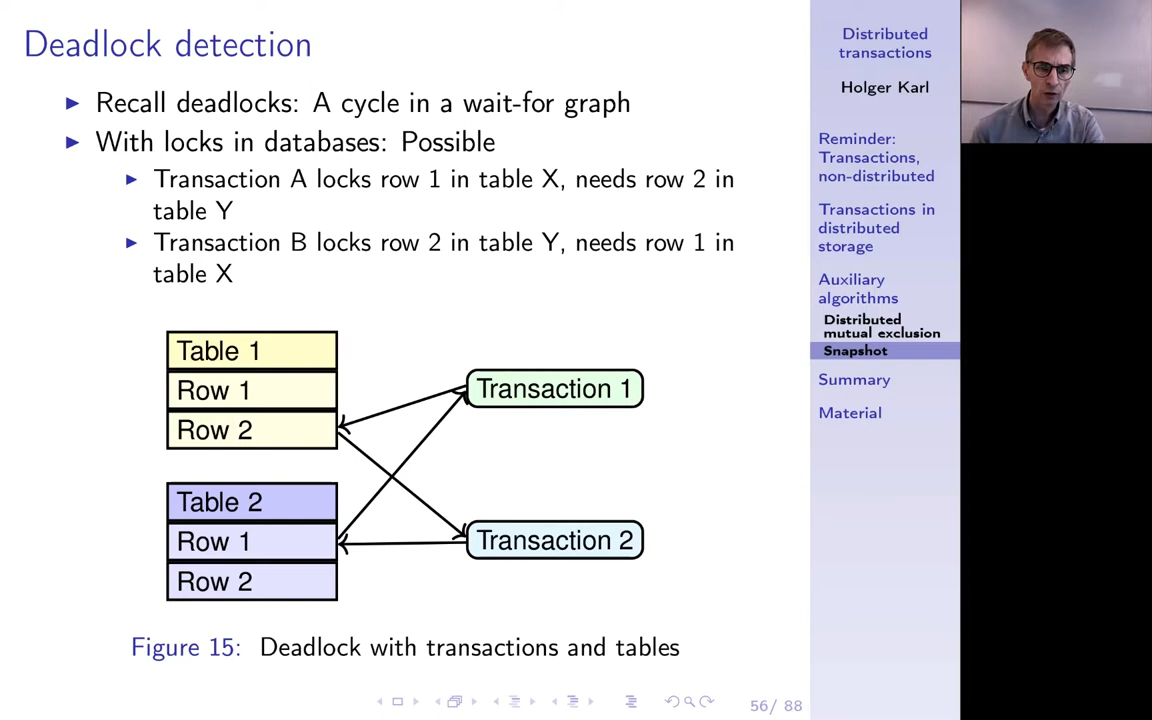 Deadlock detection
Recall deadlocks: A cycle in a wait-for graph
With locks in databases: Possible
Transaction A locks row 1 in table X, needs row 2 in
table Y
Transaction B locks row 2 in table Y, needs row 1 in
table X
Table 1
Row 1
Row 2
Table 2
Row 1
Row 2
Transaction 1
Transaction 2
Figure 15: Deadlock with transactions and tables
56/ 88
Distributed
transactions
Holger Karl
Reminder:
Transactions,
non-distributed
Transactions in
distributed
storage
Auxiliary
algorithms
Distributed
mutual exclusion
Snapshot
Summary
Material